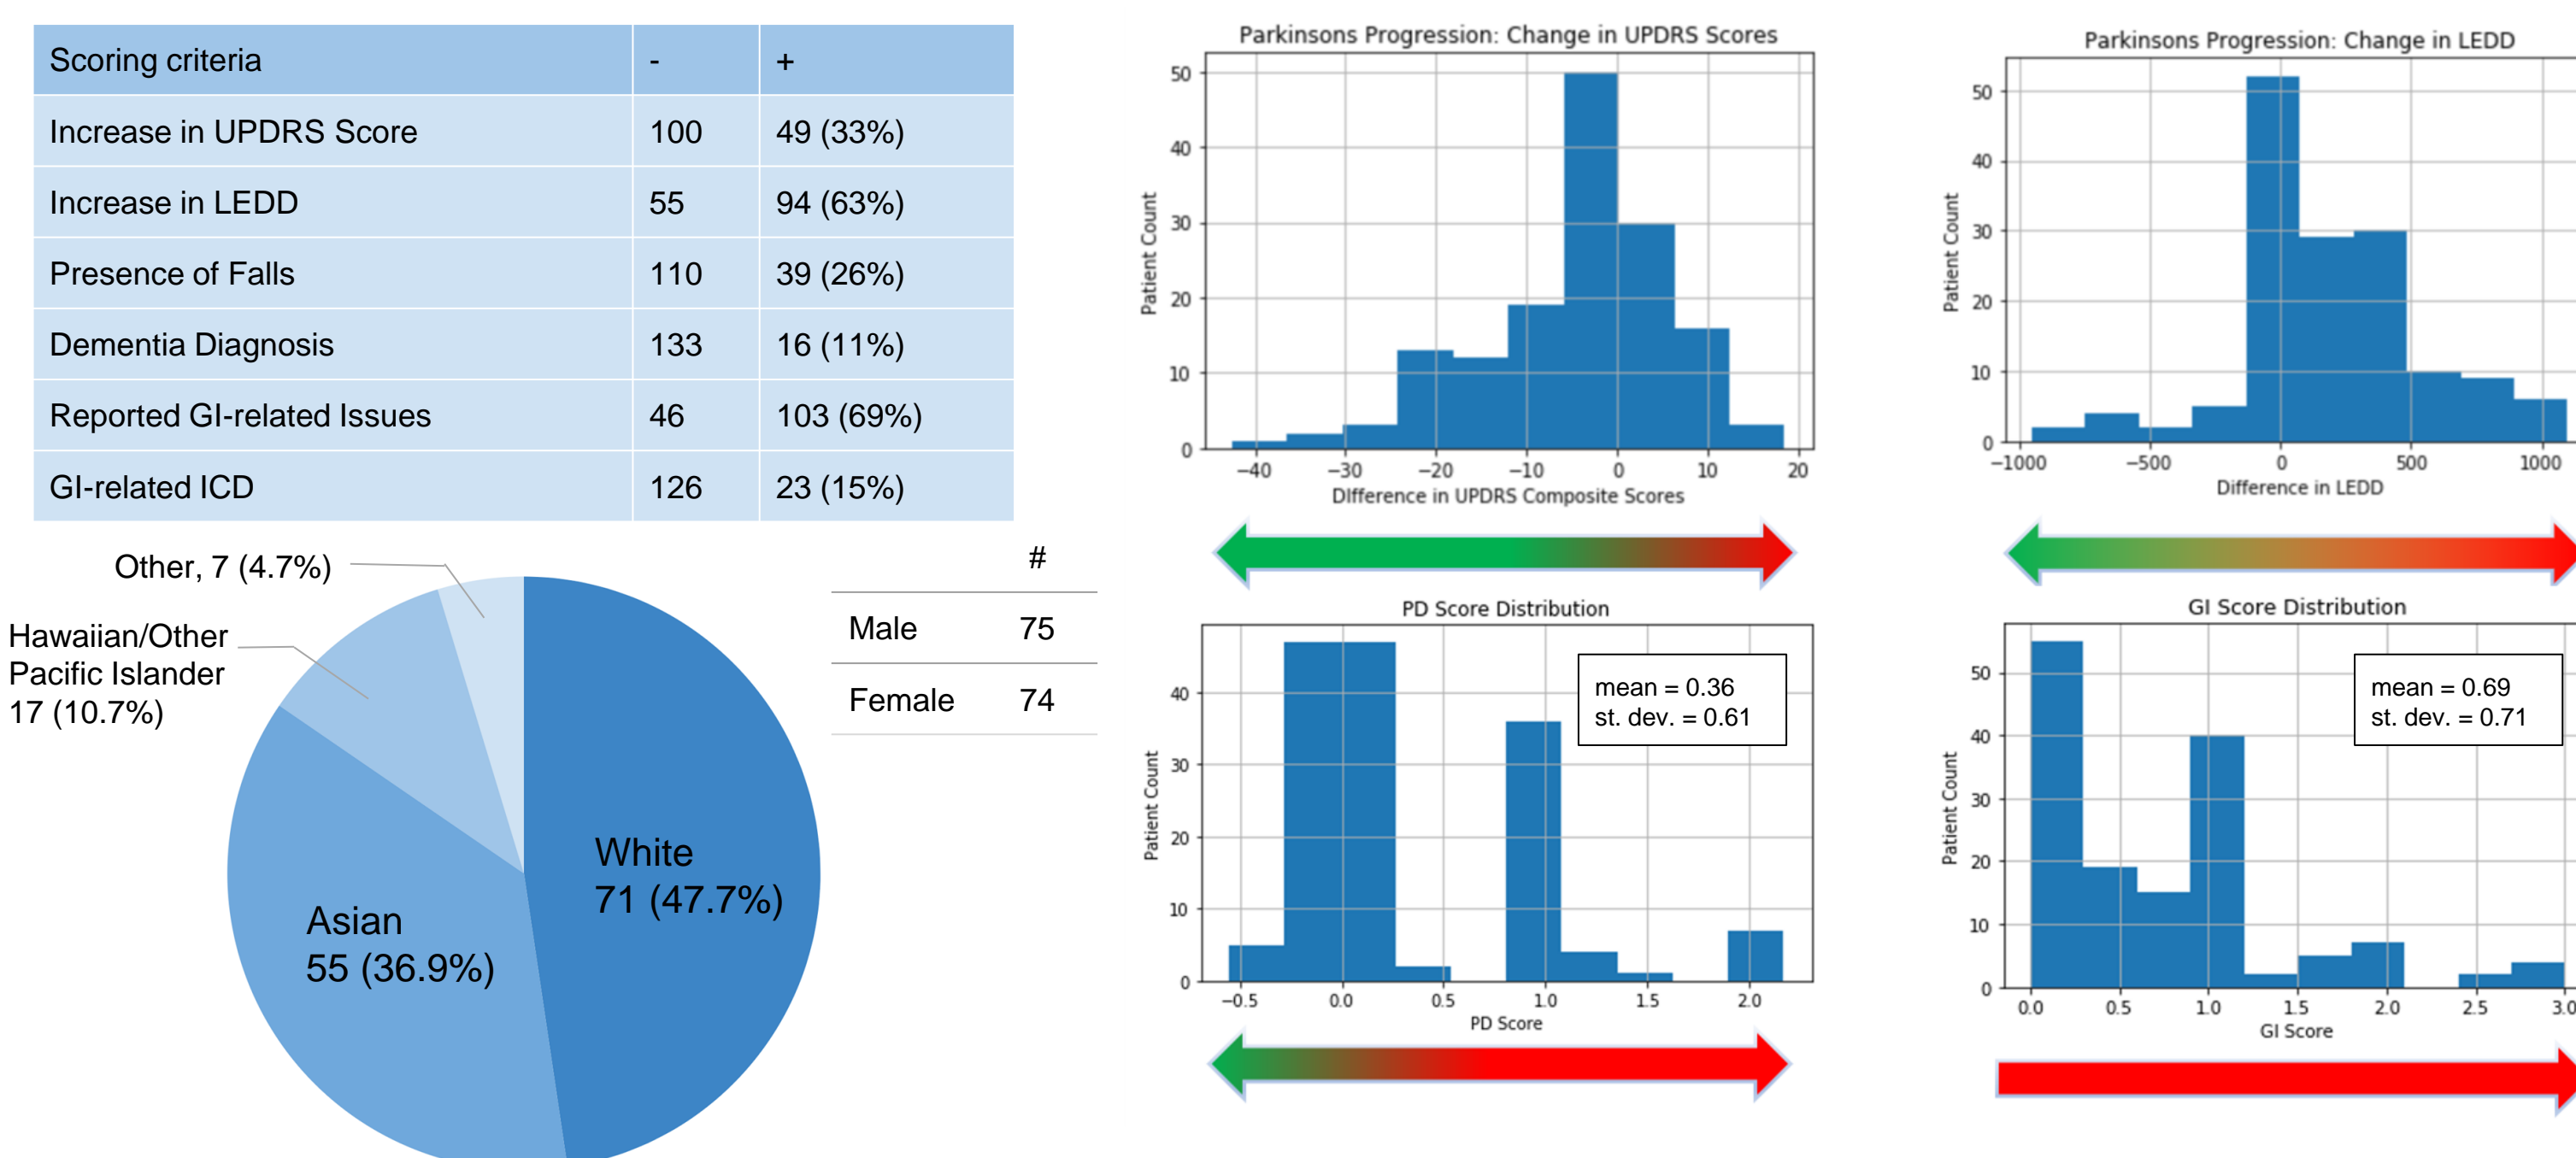 Scoring criteria - +
Increase in UPDRS Score 100 49 (33%)
Increase in LEDD 55 94 (63%)
Presence of Falls 110 39 (26%)
Dementia Diagnosis 133 16 (11%)
Reported GI-related Issues 46 103 (69%)
GI-related ICD 126 23 (15%)
Other, 7 (4.7%)
Hawaiian/Other
Pacific Islander
17 (10.7%)
White
71 (47.7%)
Asian
55 (36.9%)
#
Male 75
Female 74
Parkinsons Progression: Change in UPDRS Scores
Patient Count
50
40
30
20
10
0
−40 −30 −20 −10 0 10 20
DIfference in UPDRS Composite Scores
Parkinsons Progression: Change in LEDD
Patient Count
50
40
30
20
10
0
−1000 −500 0 500 1000
Difference in LEDD
PD Score Distribution
mean = 0.36
st. dev. = 0.61
Patient Count
40
30
20
10
0
−0.5 0.0 0.5 1.0 1.5 2.0
PD Score
GI Score Distribution
mean = 0.69
st. dev. = 0.71
Patient Count
50
40
30
20
10
0
0.0 0.5 1.0 1.5 2.0 2.5 3.0
GI Score